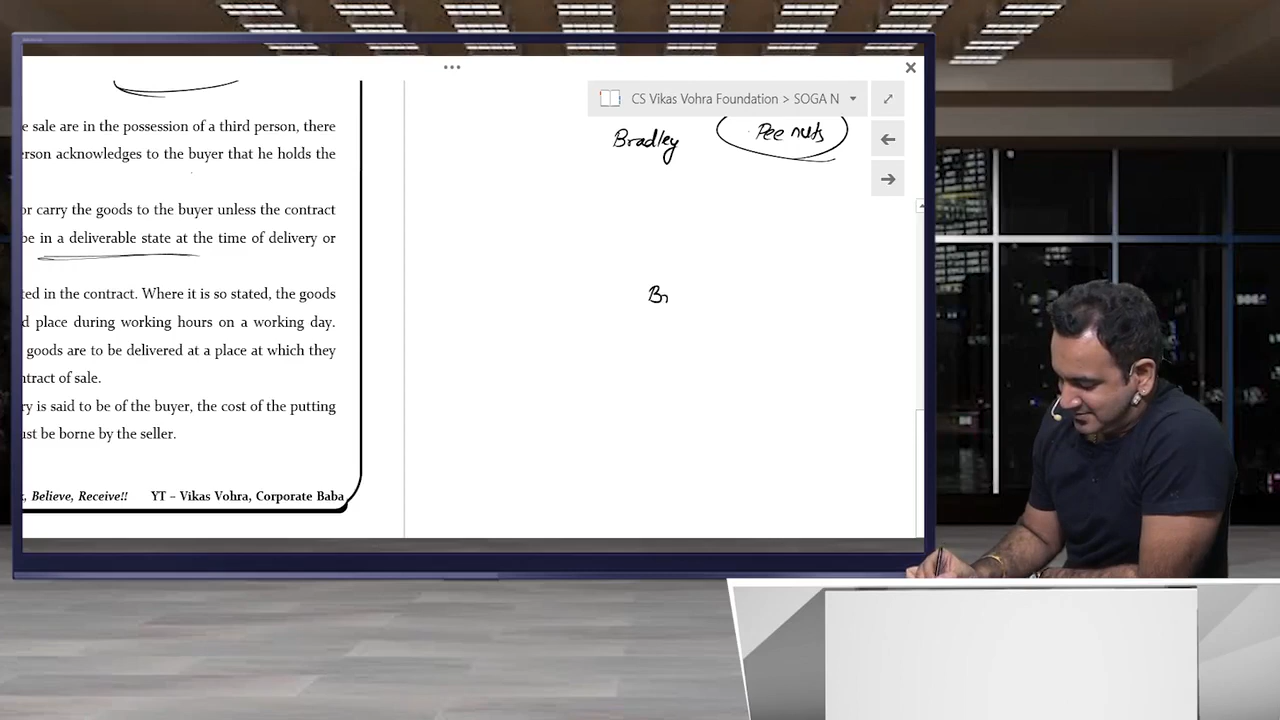 CS Vikas Vohra Foundation > SOGA N
Bradley Pee nuts
e sale are in the possession of a third person, there
erson acknowledges to the buyer that he holds the
or carry the goods to the buyer unless the contract
be in a deliverable state at the time of delivery or
ted in the contract. Where it is so stated, the goods
d place during working hours on a working day.
goods are to be delivered at a place at which they
ntract of sale.
ry is said to be of the buyer, the cost of the putting
ust be borne by the seller.
, Believe, Receive!! YT – Vikas Vohra, Corporate Baba
Br